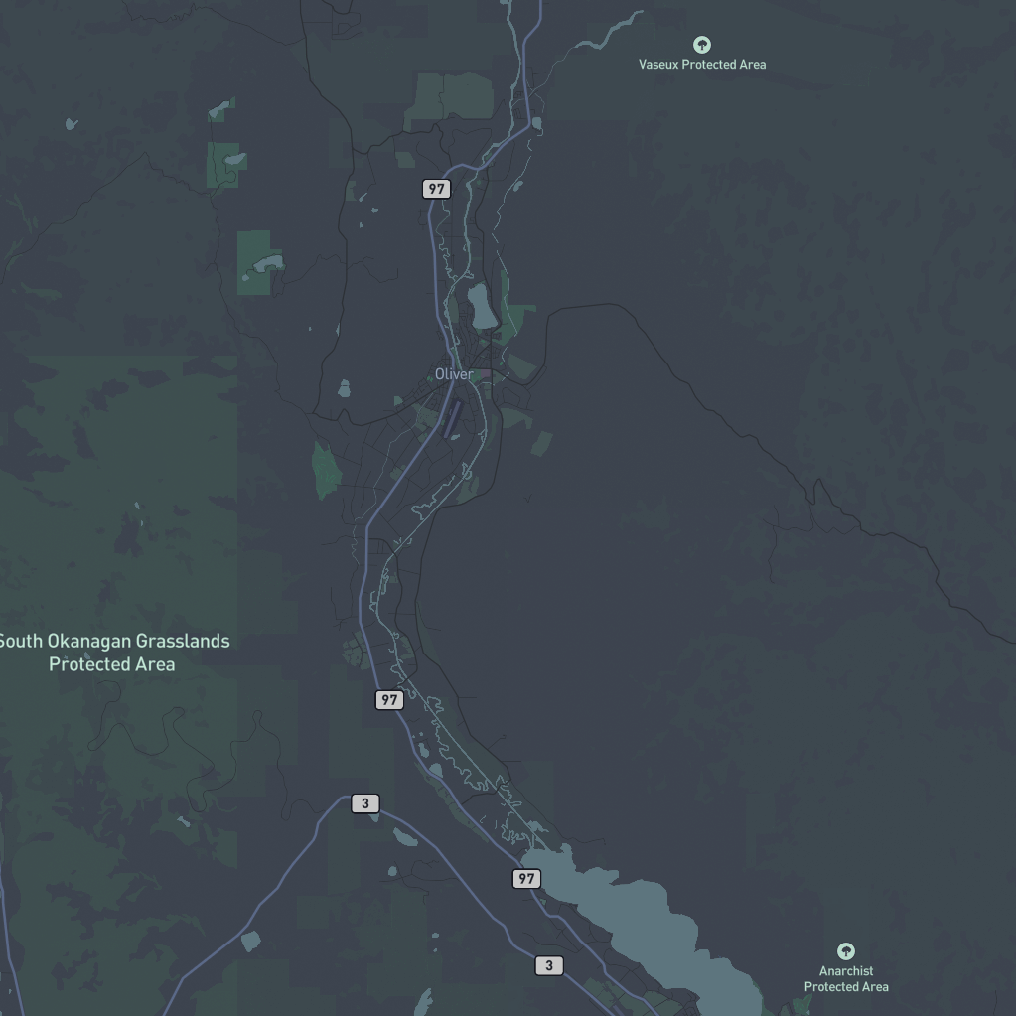 Vaseux Protected Area
97
Oliver
South Okanagan Grasslands
Protected Area
97
3
97
3
Anarchist
Protected Area